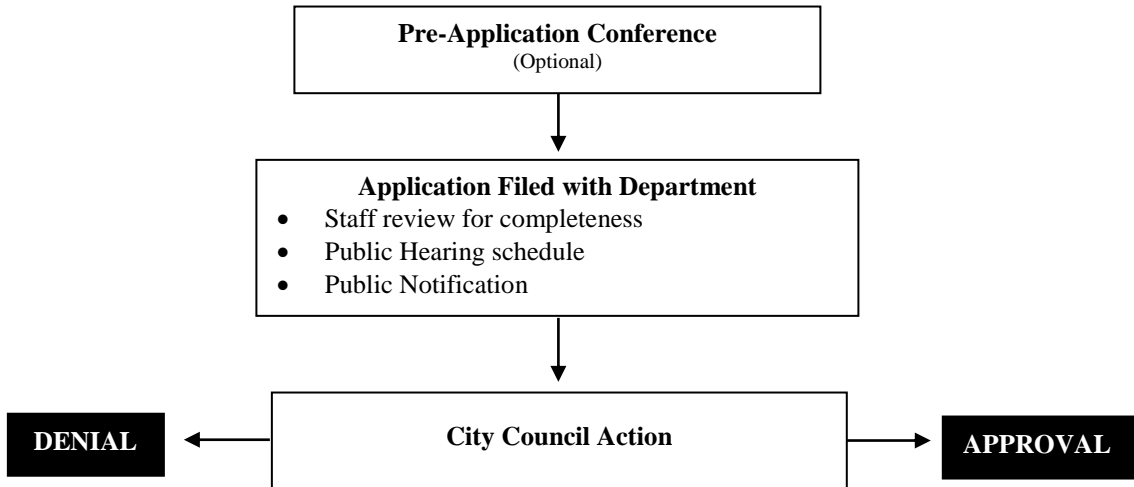 Pre-Application Conference
(Optional)
Application Filed with Department
• Staff review for completeness
• Public Hearing schedule
• Public Notification
DENIAL
City Council Action
APPROVAL